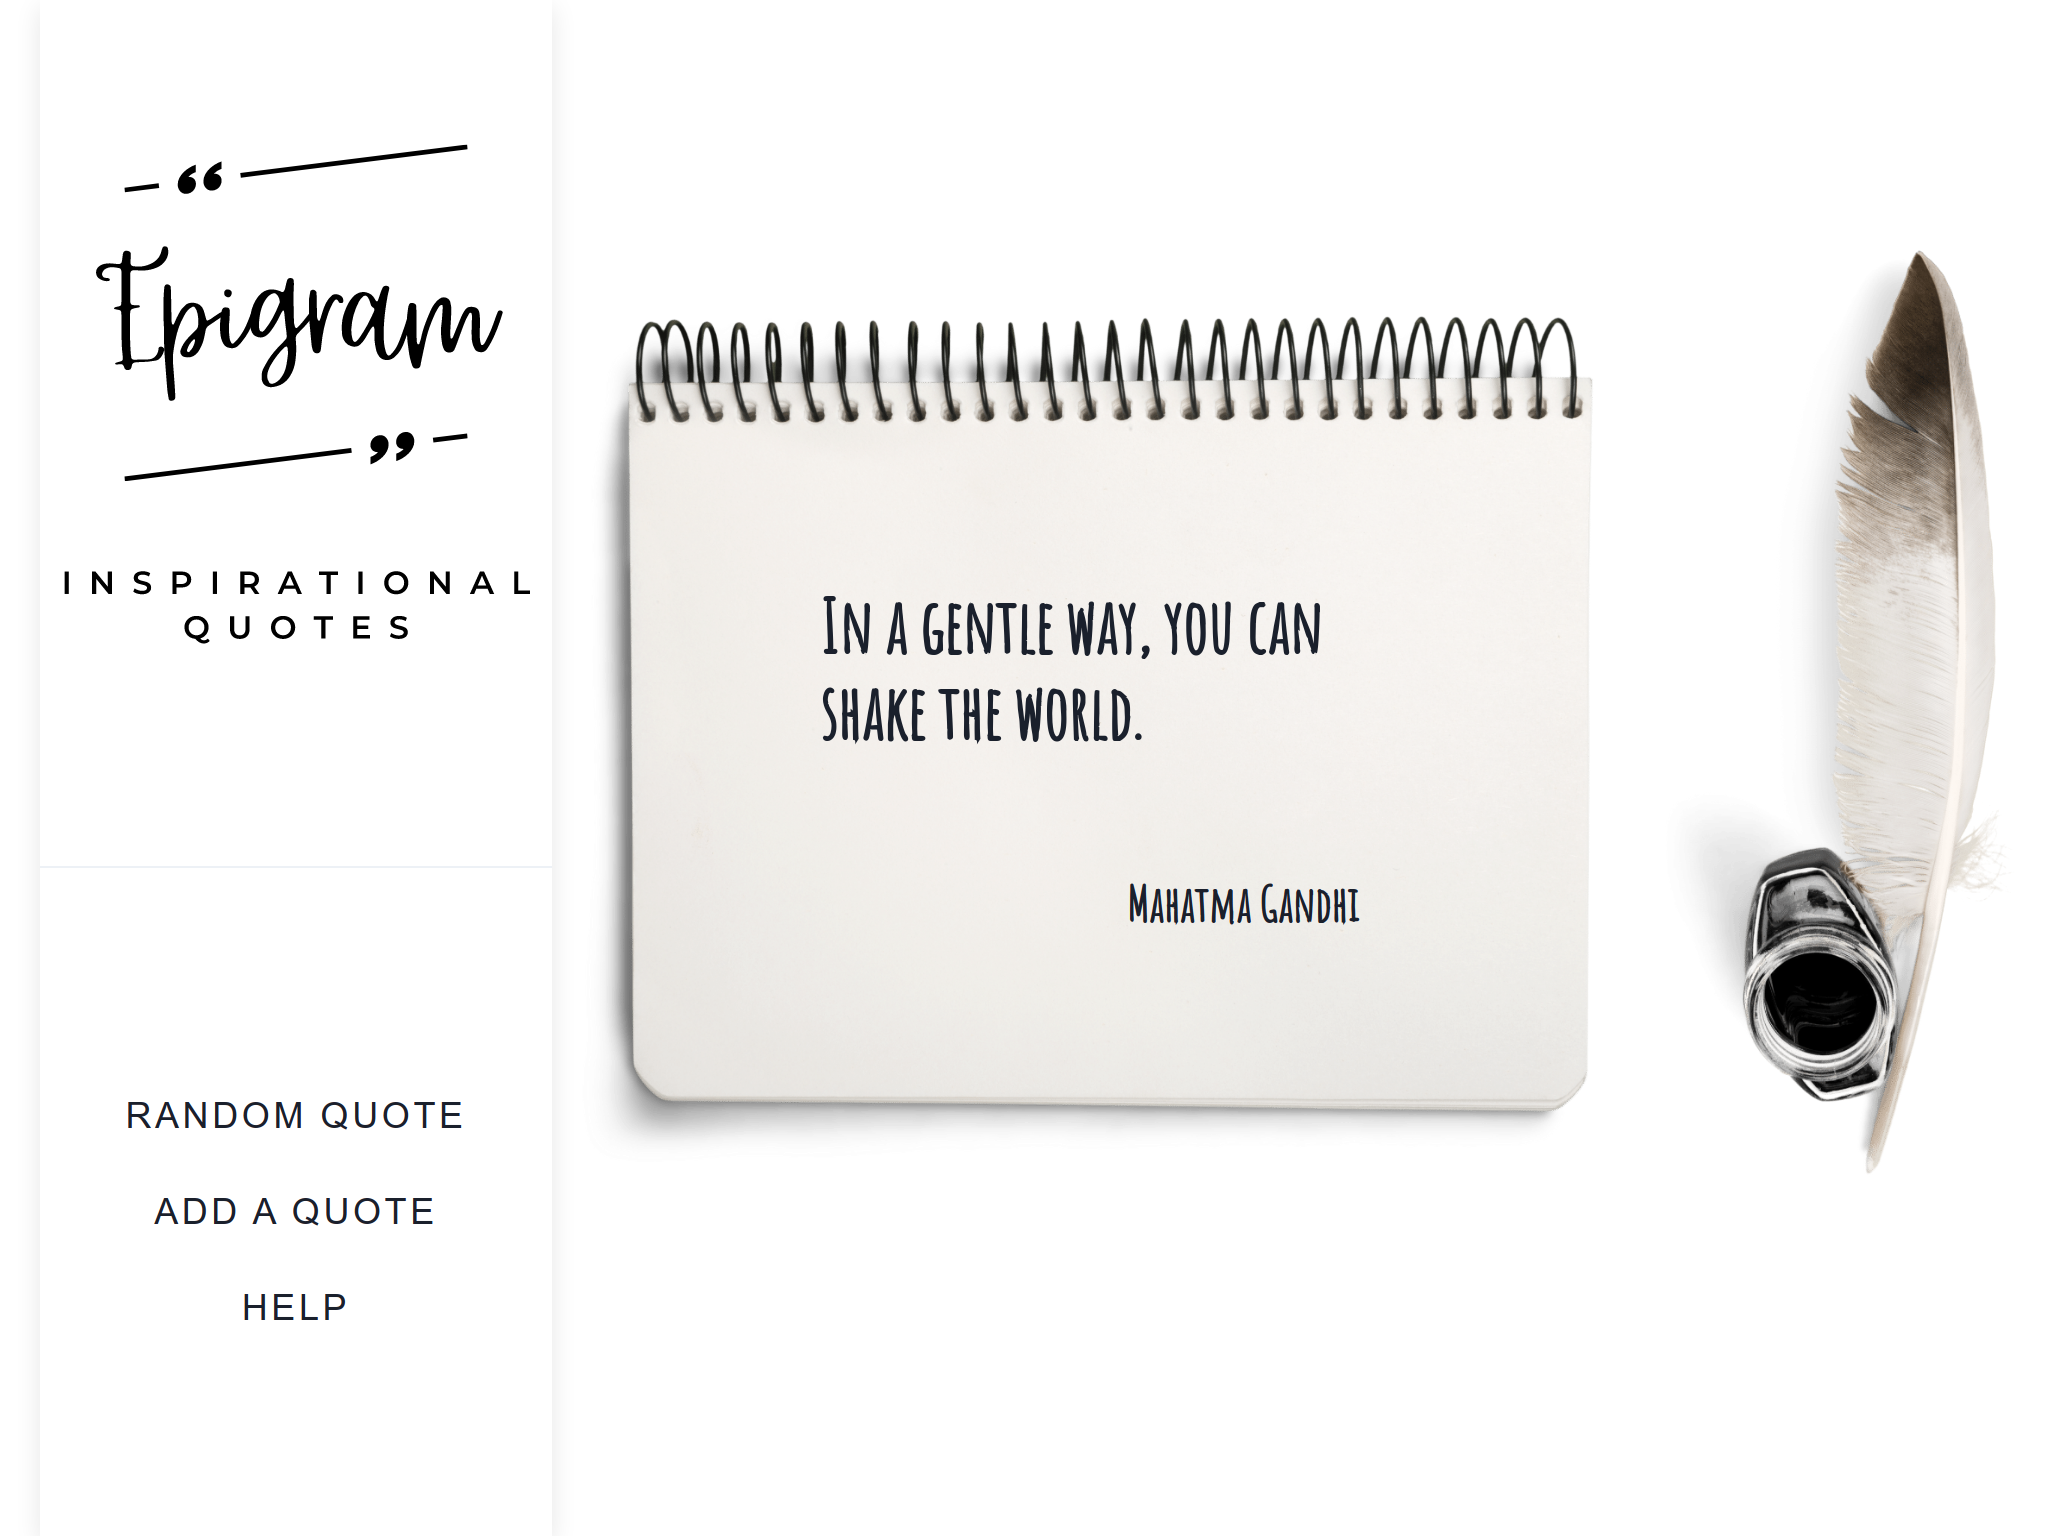 “
Epigram
”
INSPIRATIONAL
QUOTES
RANDOM QUOTE
ADD A QUOTE
HELP
In a gentle way, you can
shake the world.
Mahatma Gandhi